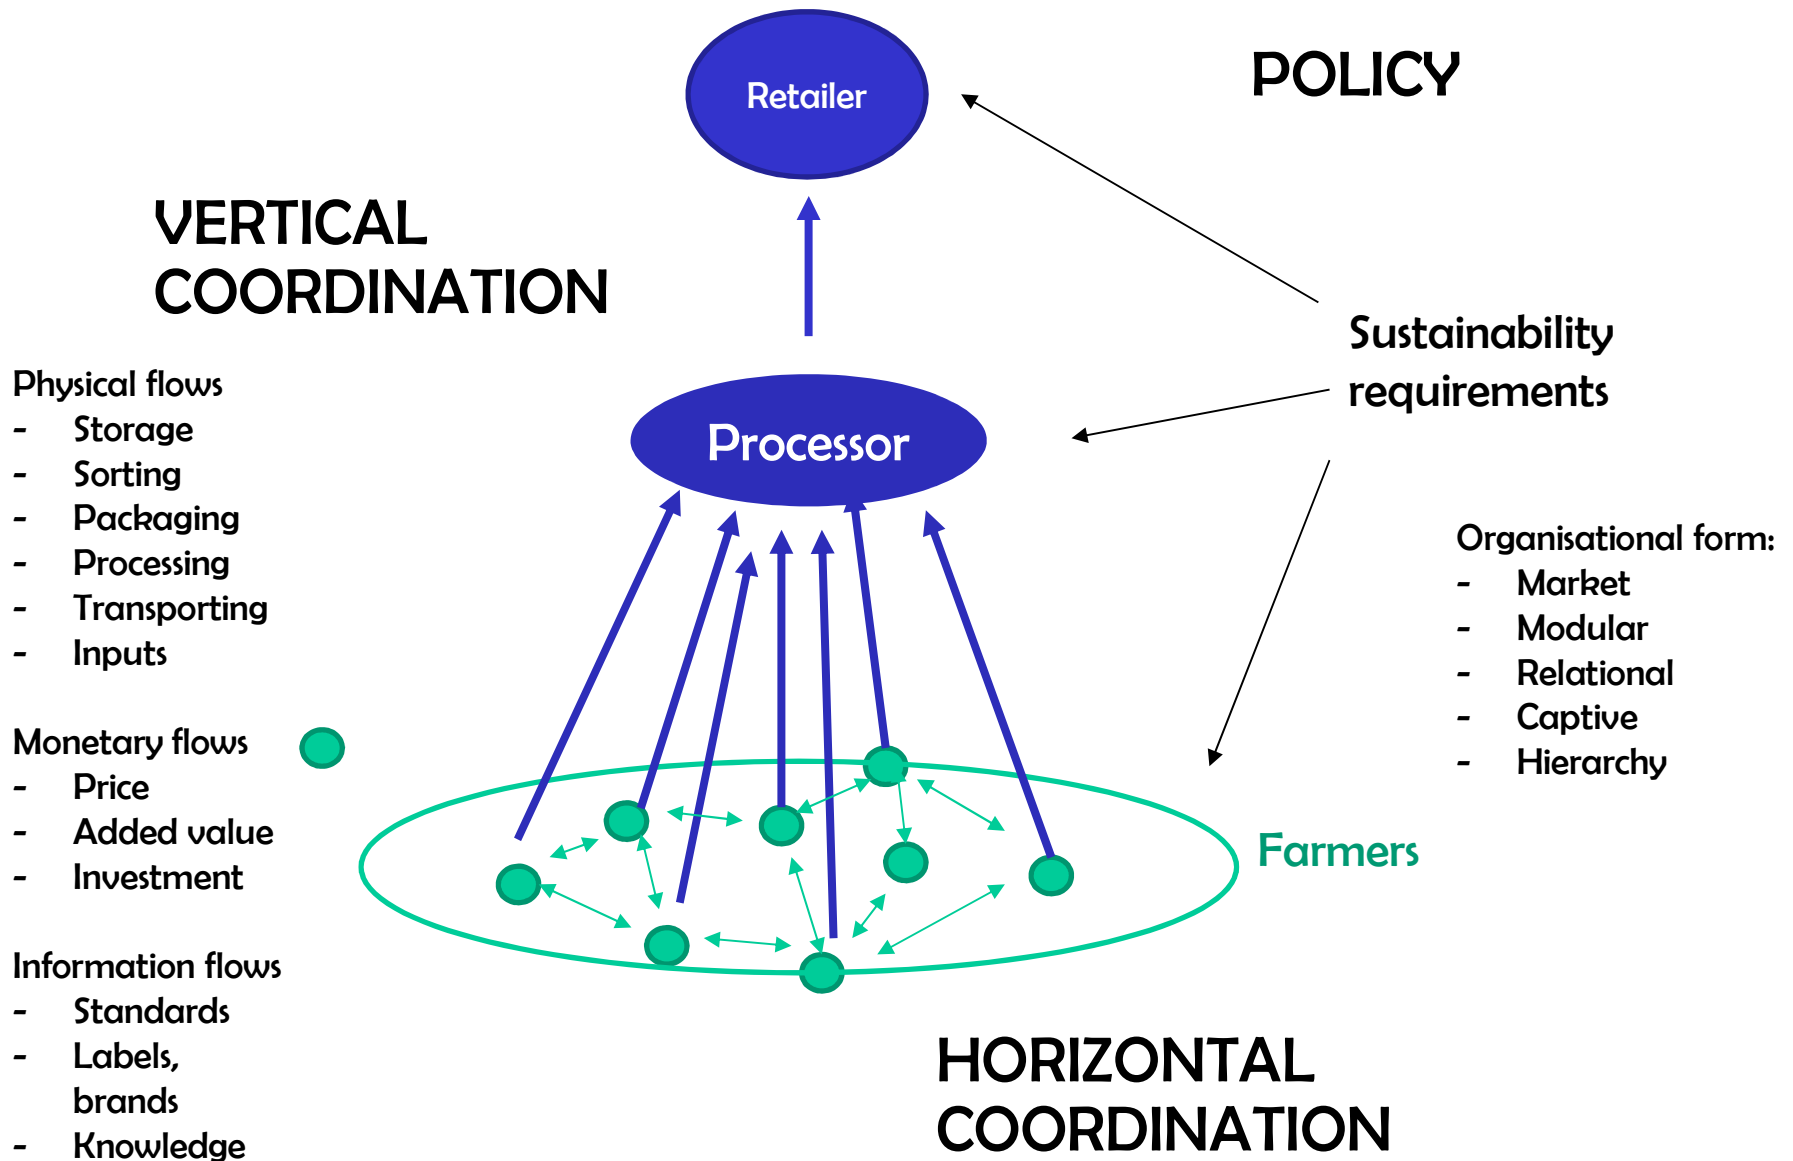 Retailer
POLICY
VERTICAL
COORDINATION
Sustainability
requirements
Physical flows
- Storage
- Sorting
- Packaging
- Processing
- Transporting
- Inputs
Processor
Organisational form:
- Market
- Modular
- Relational
- Captive
- Hierarchy
Monetary flows
- Price
- Added value
- Investment
Farmers
Information flows
- Standards
- Labels,
brands
- Knowledge
HORIZONTAL
COORDINATION